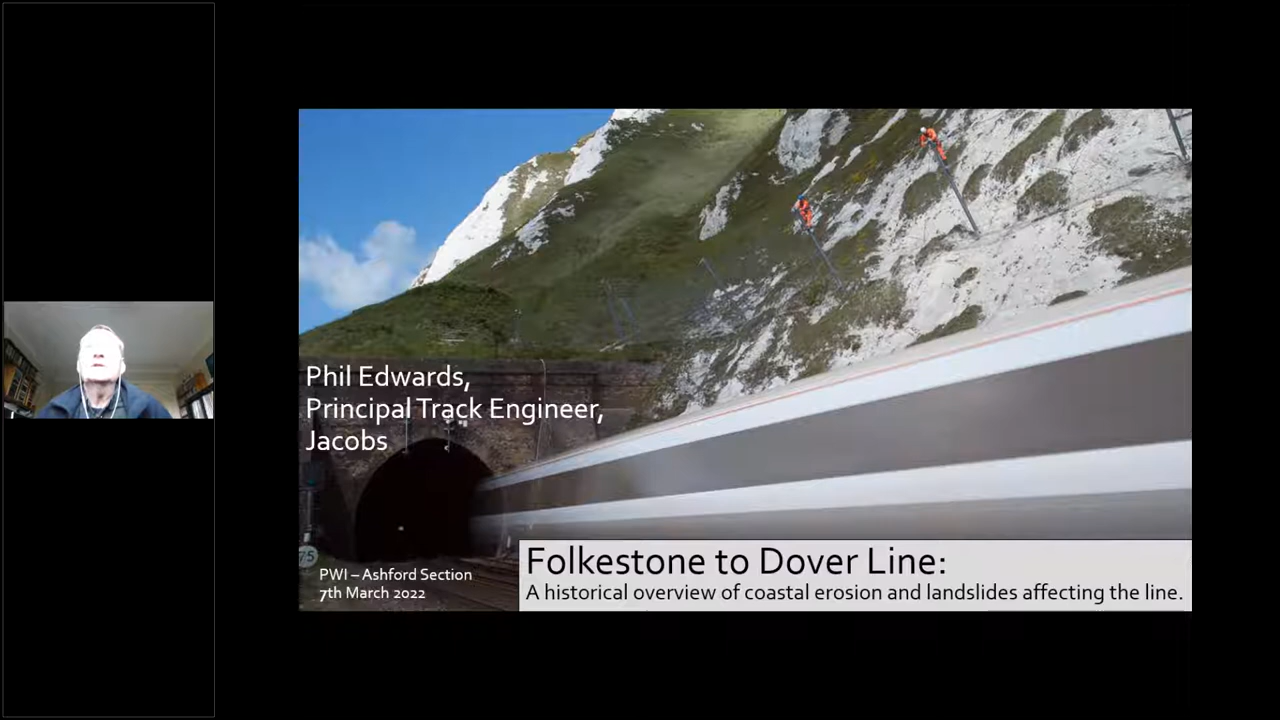 Phil Edwards,
Principal Track Engineer,
Jacobs
75
PWI – Ashford Section
7th March 2022
Folkestone to Dover Line:
A historical overview of coastal erosion and landslides affecting the line.